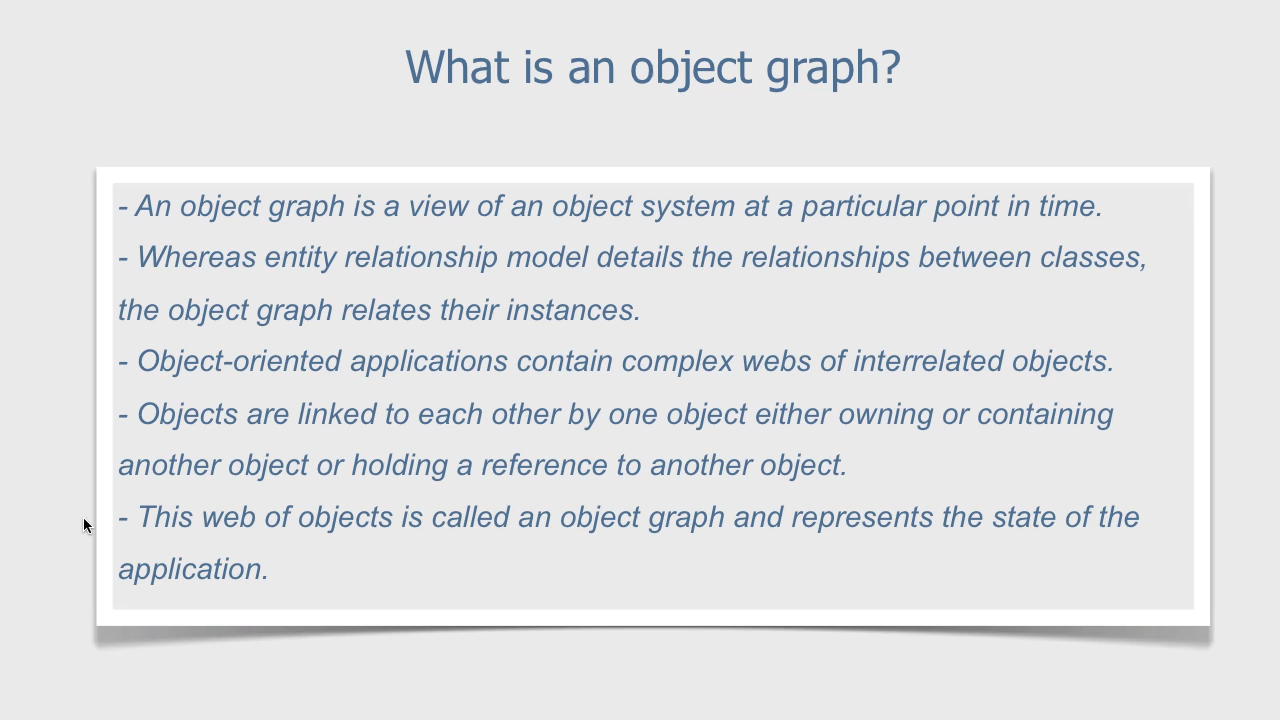 What is an object graph?
- An object graph is a view of an object system at a particular point in time.
- Whereas entity relationship model details the relationships between classes,
the object graph relates their instances.
- Object-oriented applications contain complex webs of interrelated objects.
- Objects are linked to each other by one object either owning or containing
another object or holding a reference to another object.
- This web of objects is called an object graph and represents the state of the
application.